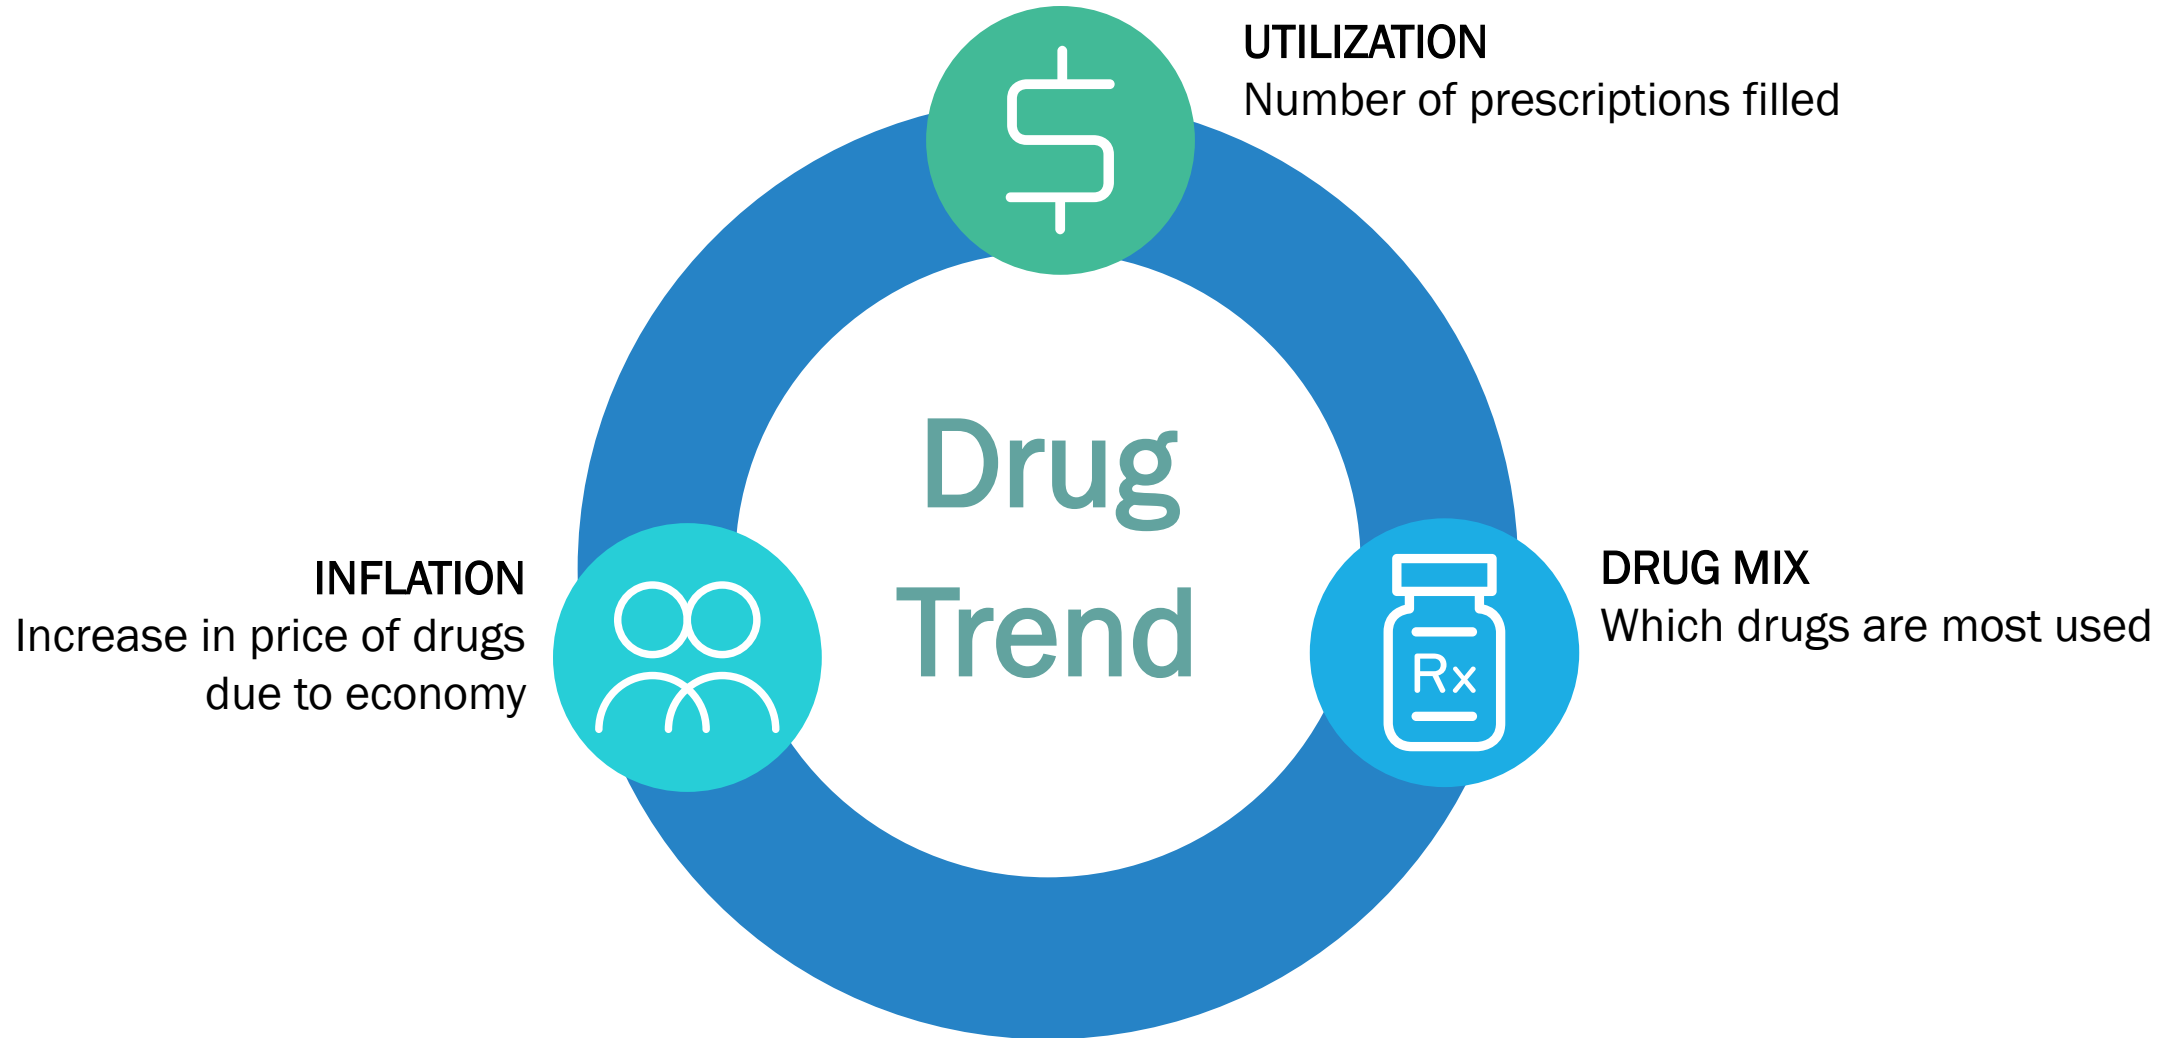 UTILIZATION
Number of prescriptions filled
Drug
Trend
INFLATION
Increase in price of drugs
due to economy
DRUG MIX
Which drugs are most used
Rx